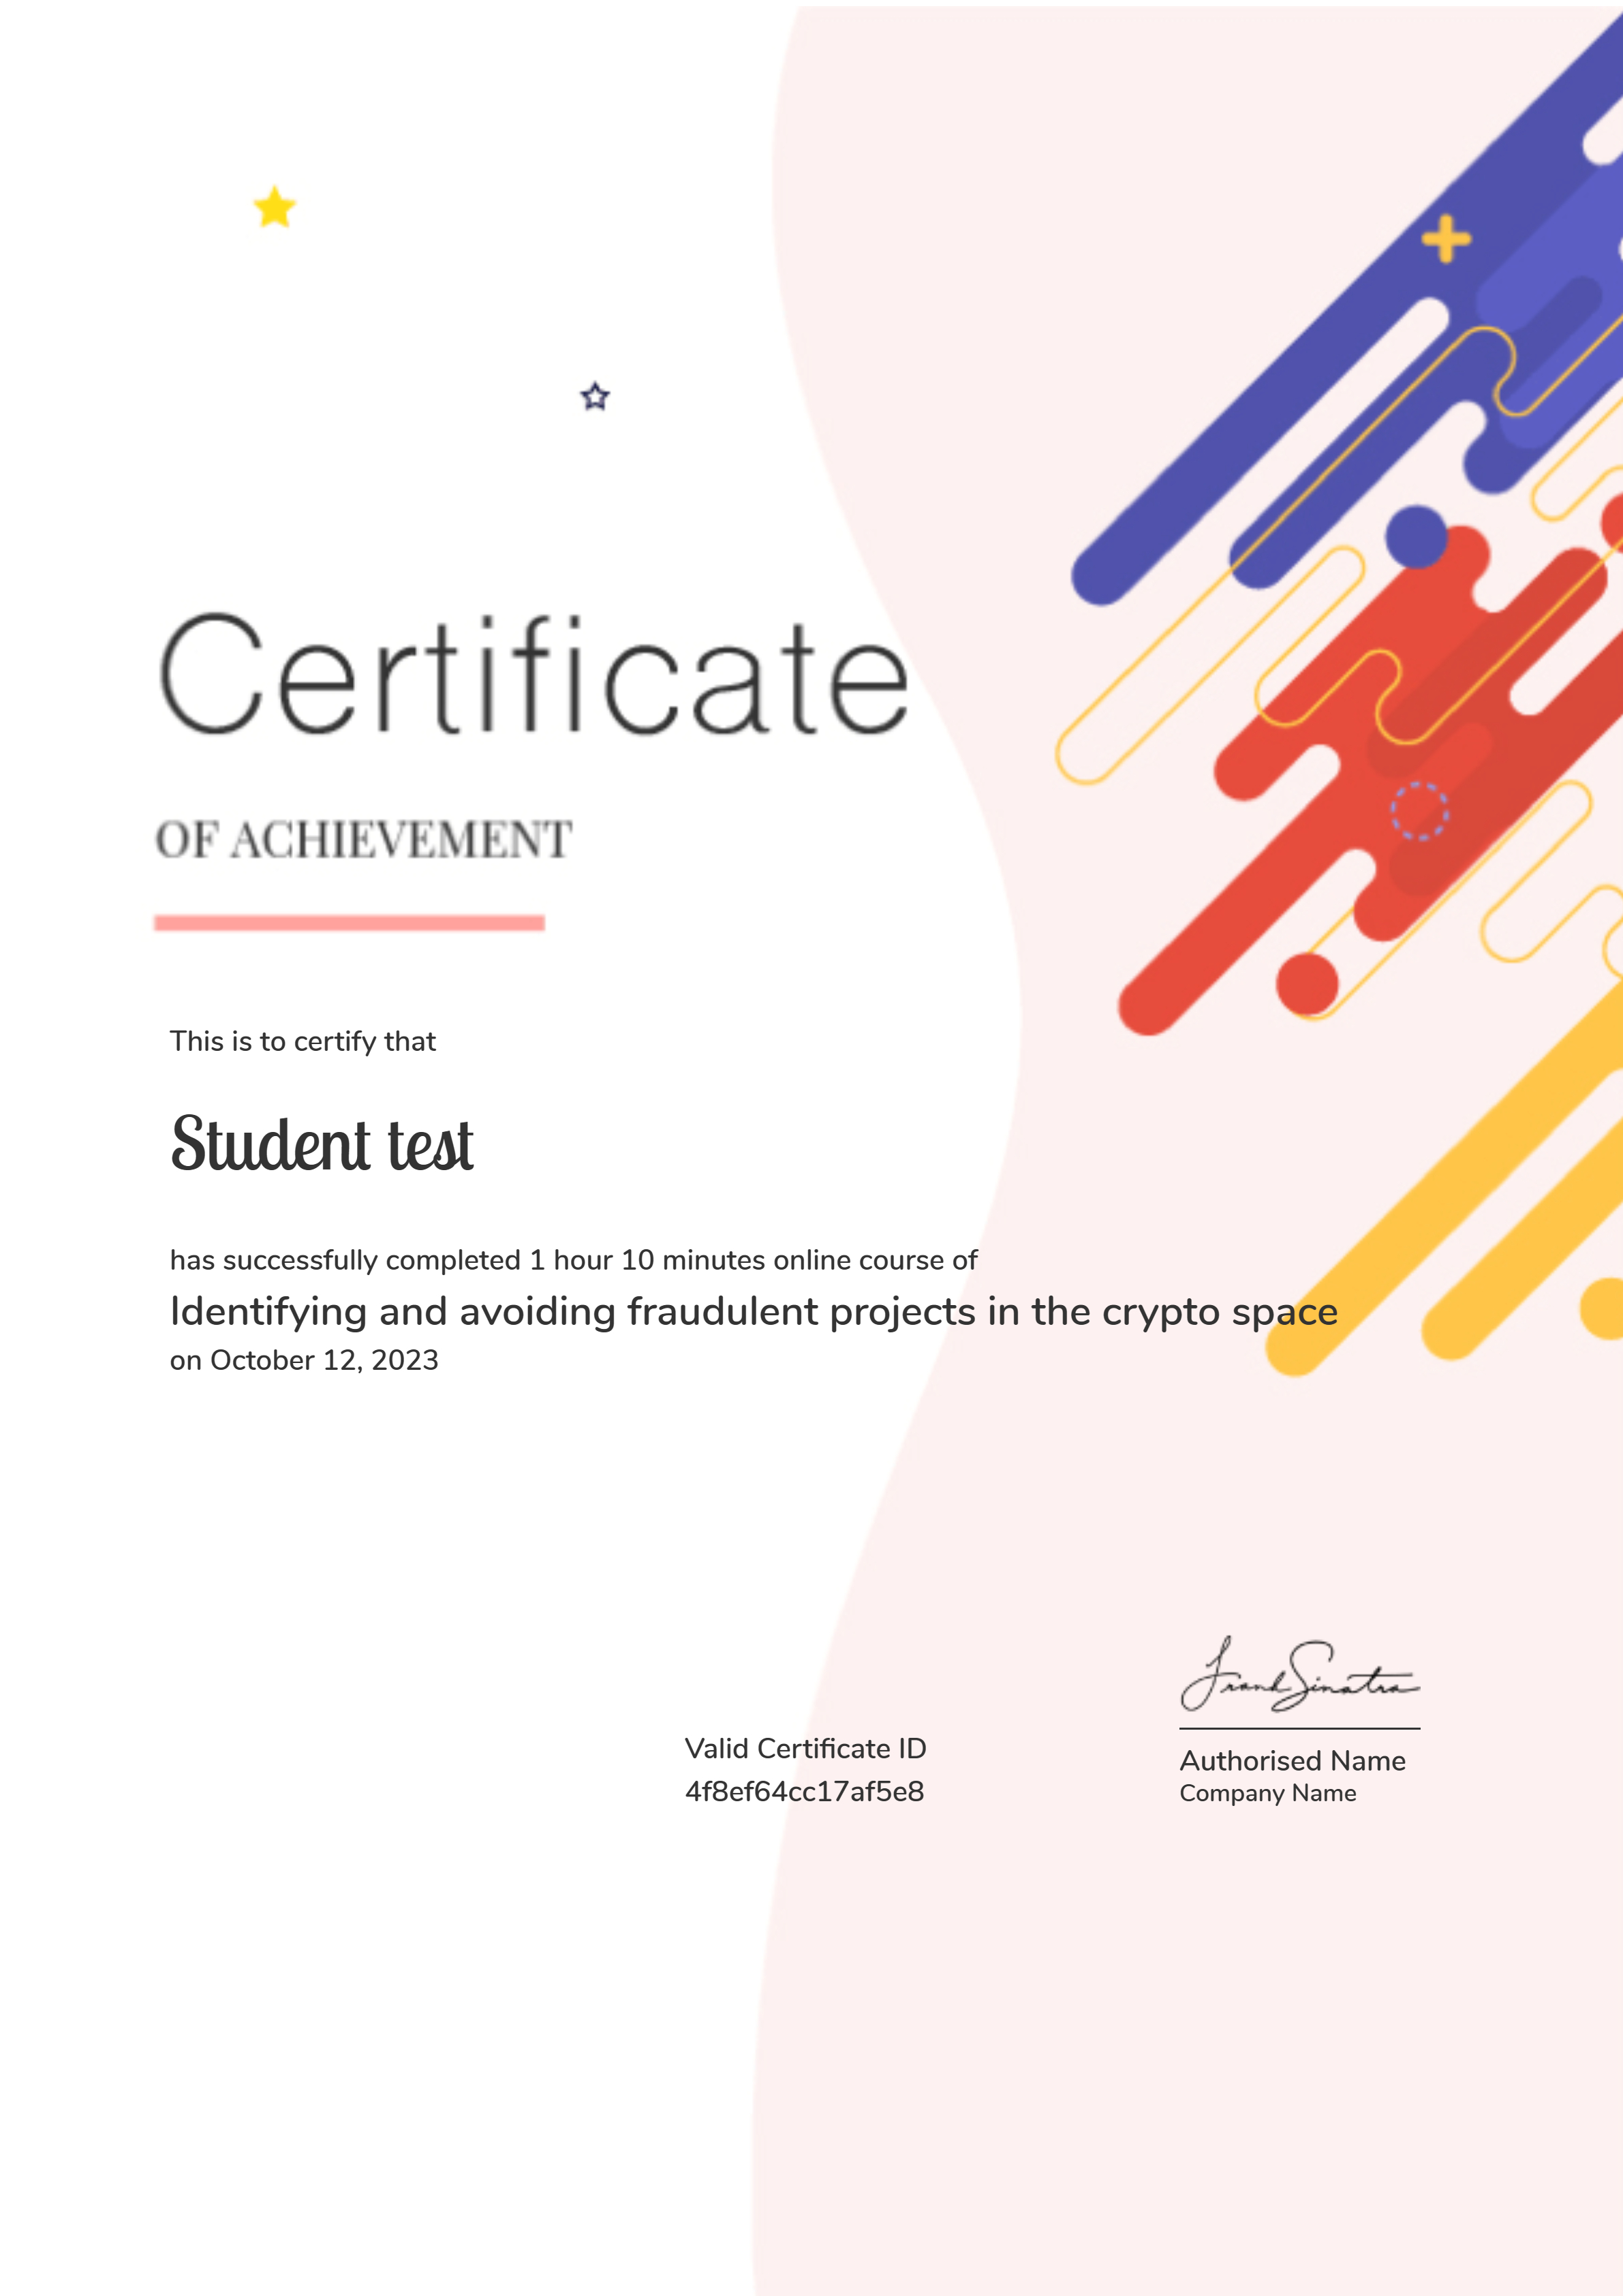 Certificate
OF ACHIEVEMENT
This is to certify that
Student test
has successfully completed 1 hour 10 minutes online course of
Identifying and avoiding fraudulent projects in the crypto space
on October 12, 2023
Valid Certificate ID
4f8ef64cc17af5e8
Sinatra
Authorised Name
Company Name